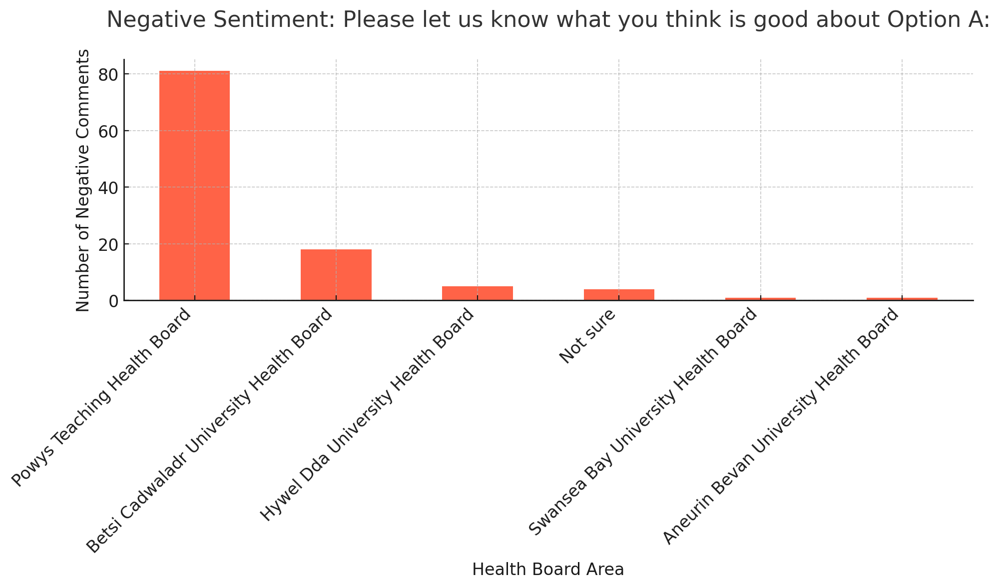 Negative Sentiment: Please let us know what you think is good about Option A:
Number of Negative Comments
80
60
40
20
0
Powys Teaching Health Board
Betsi Cadwaladr University Health Board
Hywel Dda University Health Board
Not sure
Swansea Bay University Health Board
Aneurin Bevan University Health Board
Health Board Area